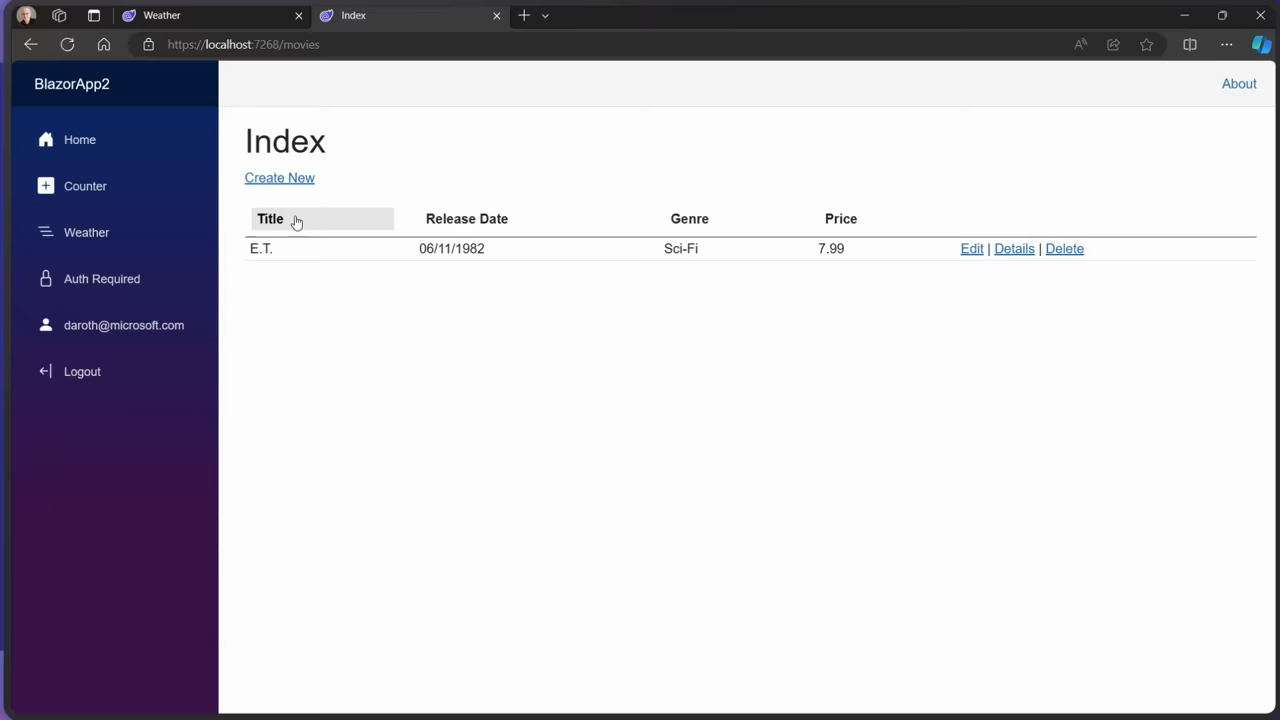 Weather
Index
https://localhost:7268/movies
BlazorApp2
About
Home
Counter
Weather
Auth Required
daroth@microsoft.com
Logout
Index
Create New
Title Release Date Genre Price
E.T. 06/11/1982 Sci-Fi 7.99 Edit | Details | Delete